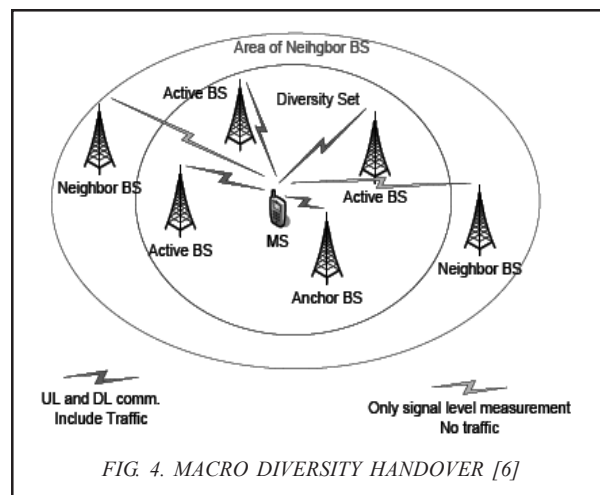 Area of Neihgbor BS
Active BS
Diversity Set
Neighbor BS
Active BS
Active BS
MS
Neighbor BS
Anchor BS
UL and DL comm.
Include Traffic
Only signal level measurement
No traffic
FIG. 4. MACRO DIVERSITY HANDOVER [6]